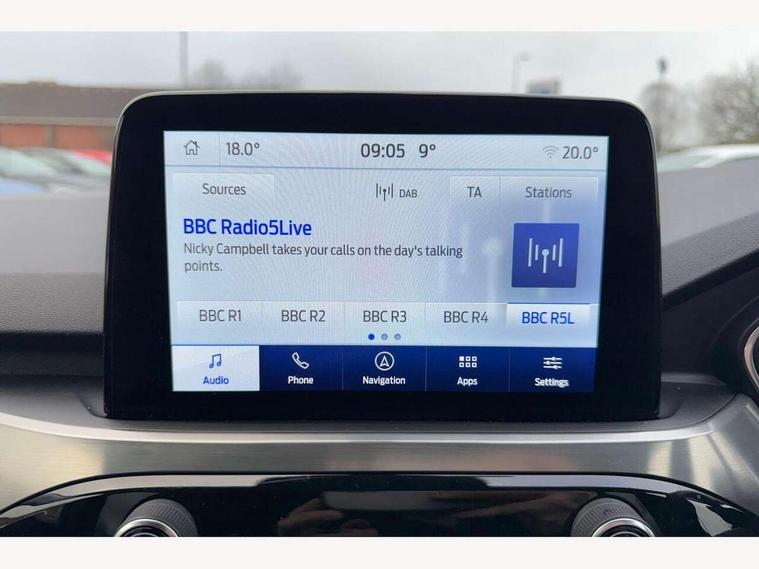 18.0° 09:05 9° 20.0°
Sources DAB TA Stations
BBC Radio5Live
Nicky Campbell takes your calls on the day's talking
points.
BBC R1 BBC R2 BBC R3 BBC R4 BBC R5L
Audio Phone Navigation Apps Settings